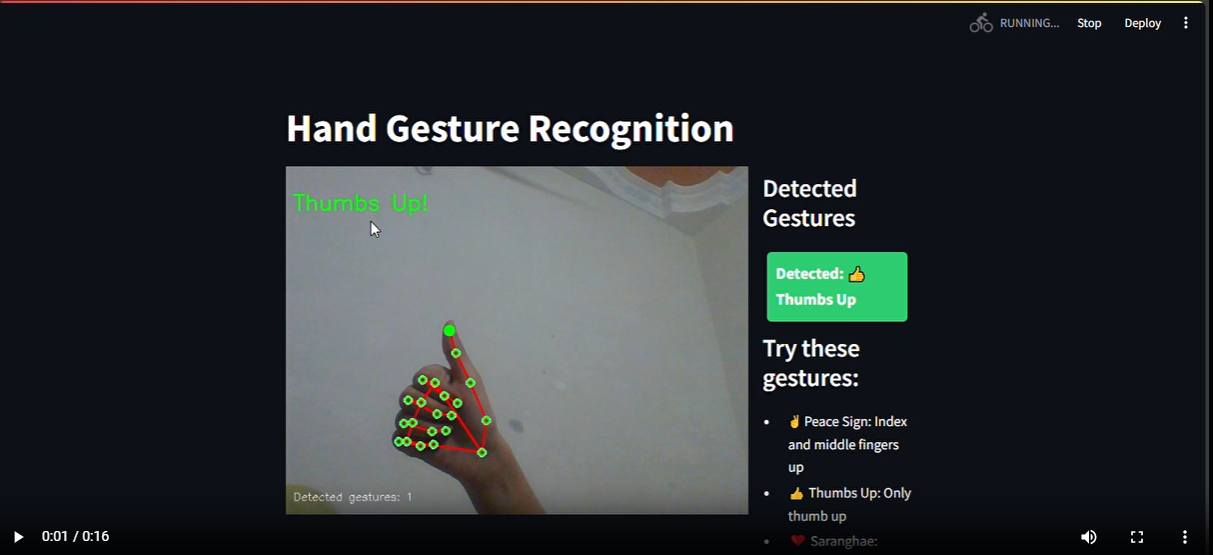 RUNNING... Stop Deploy
Hand Gesture Recognition
Thumbs Up!
Detected gestures: 1
Detected
Gestures
Detected: 👍
Thumbs Up
Try these
gestures:
• ✌️ Peace Sign: Index
and middle fingers
up
• 👍 Thumbs Up: Only
thumb up
• ❤️ Saranghae:
0:01 / 0:16